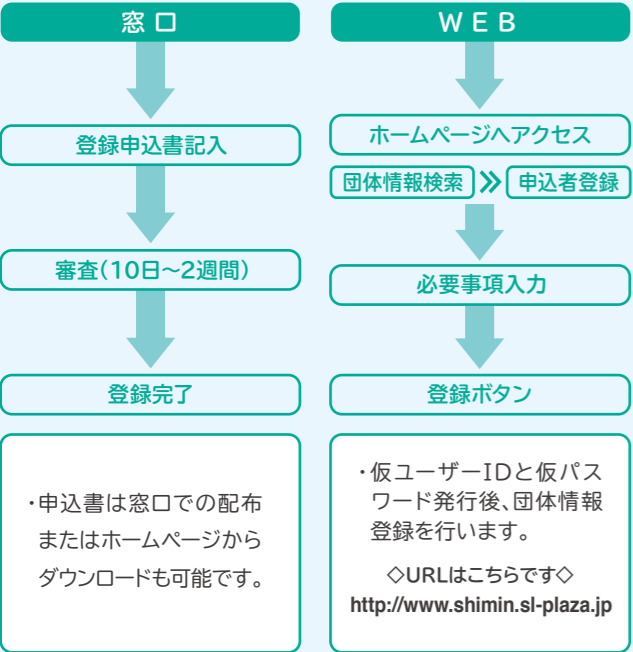 窓口
登録申込書記入
審査(10日～2週間)
登録完了
・申込書は窓口での配布
またはホームページから
ダウンロードも可能です。
WEB
ホームページへアクセス
団体情報検索 》 申込者登録
必要事項入力
登録ボタン
・仮ユーザーIDと仮パス
ワード発行後、団体情報
登録を行います。
◇URLはこちらです◇
http://www.shimin.sl-plaza.jp